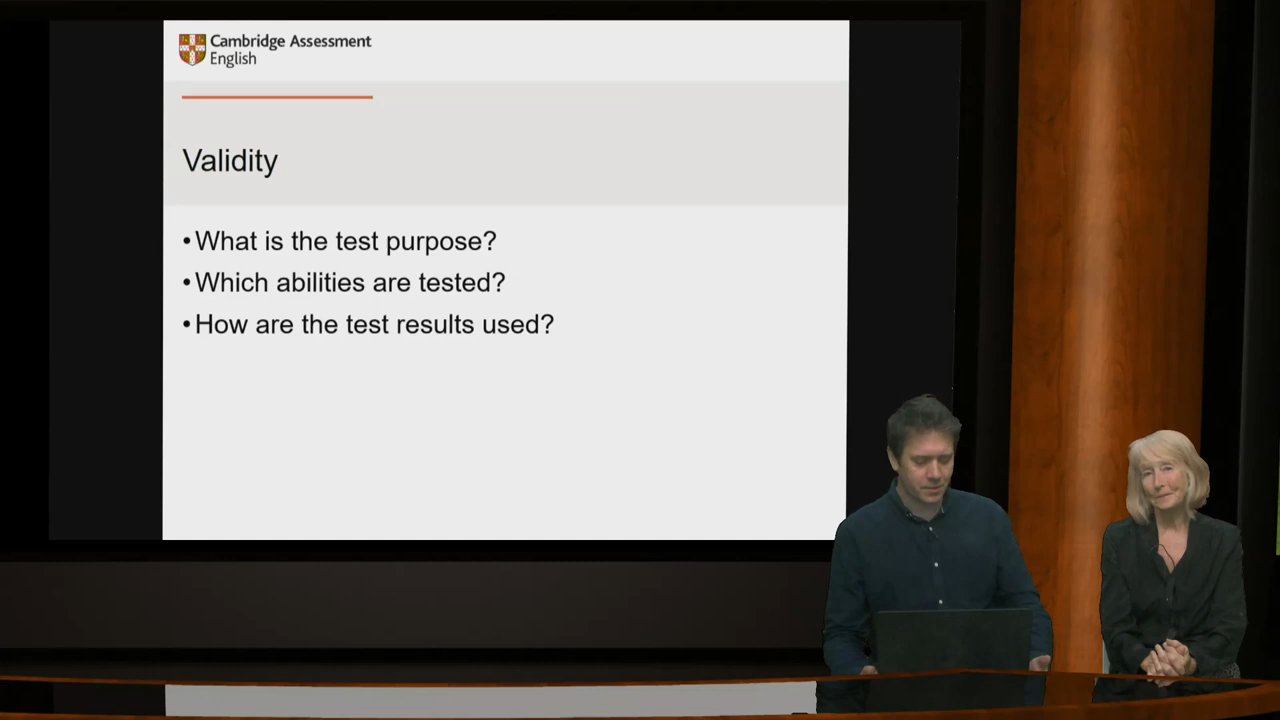 Cambridge Assessment
English
Validity
•What is the test purpose?
•Which abilities are tested?
•How are the test results used?